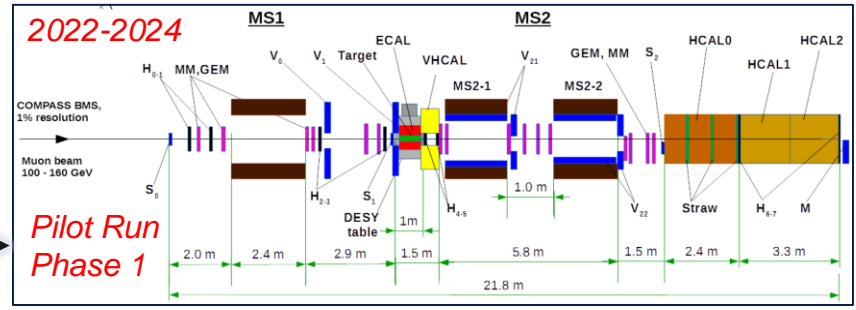 MS1
MS2
2022-2024
ECAL
HCAL0
HCAL2
V0
V1
Target
VHCAL
V21
GEM, MM
S2
HCAL1
H0-1
MM,GEM
MS2-1
MS2-2
COMPASS BMS,
1% resolution
Muon beam
100 - 160 GeV
S0
H2-3
S1
DESY
table
H4-5
1.0 m
V22
Straw
H6-7
M
1m
Pilot Run
Phase 1
2.0 m
2.4 m
2.9 m
1.5 m
5.8 m
1.5 m
2.4 m
3.3 m
21.8 m